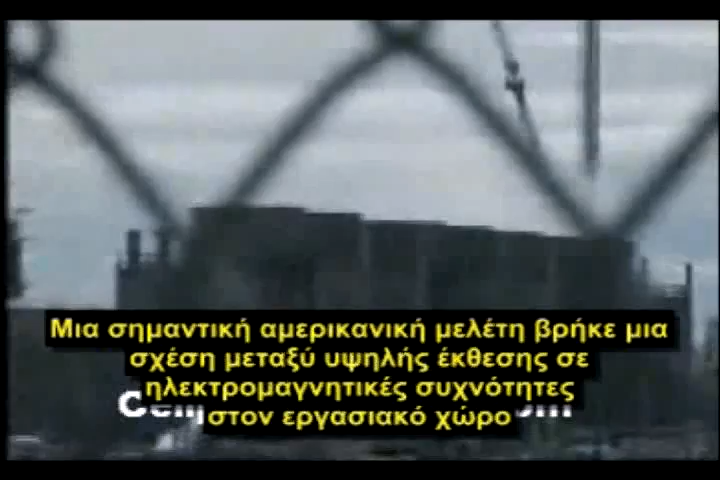 Μια σημαντική αμερικανική μελέτη βρήκε μια
σχέση μεταξύ υψηλής έκθεσης σε
ηλεκτρομαγνητικές συχνότητες
στον εργασιακό χώρο